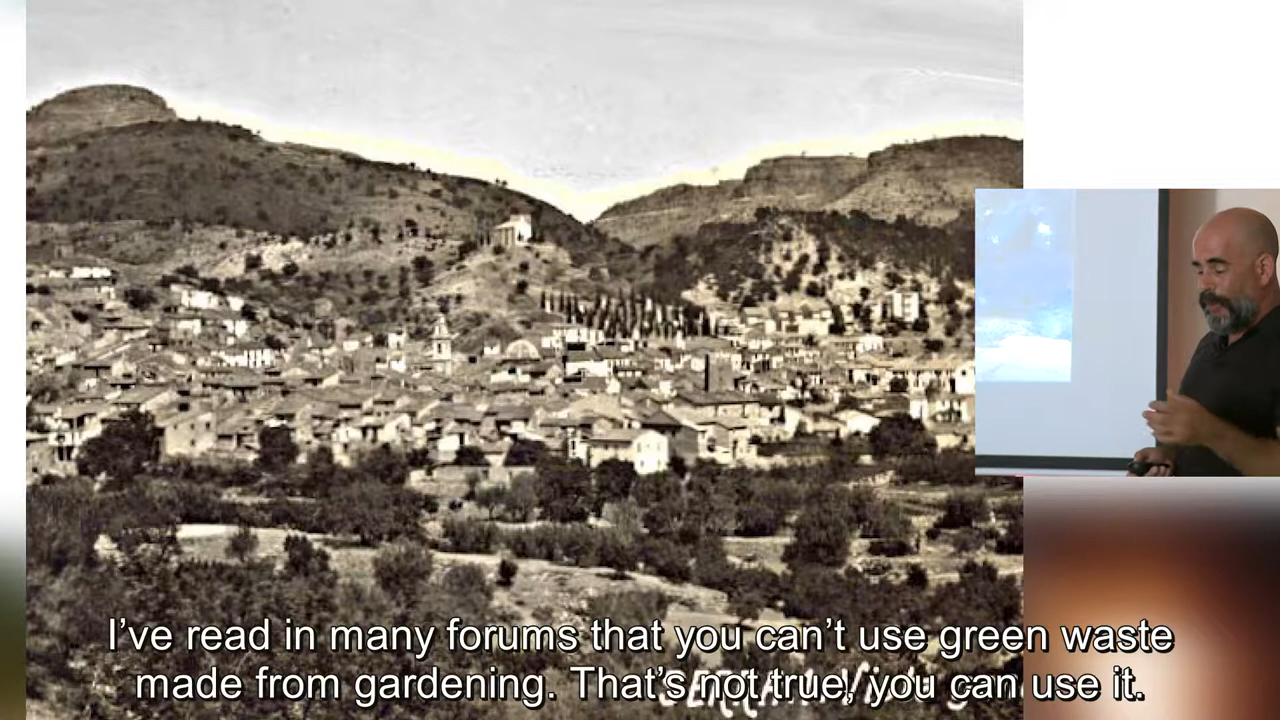 I've read in many forums that you can't use green waste
made from gardening. That's not true, you can use it.